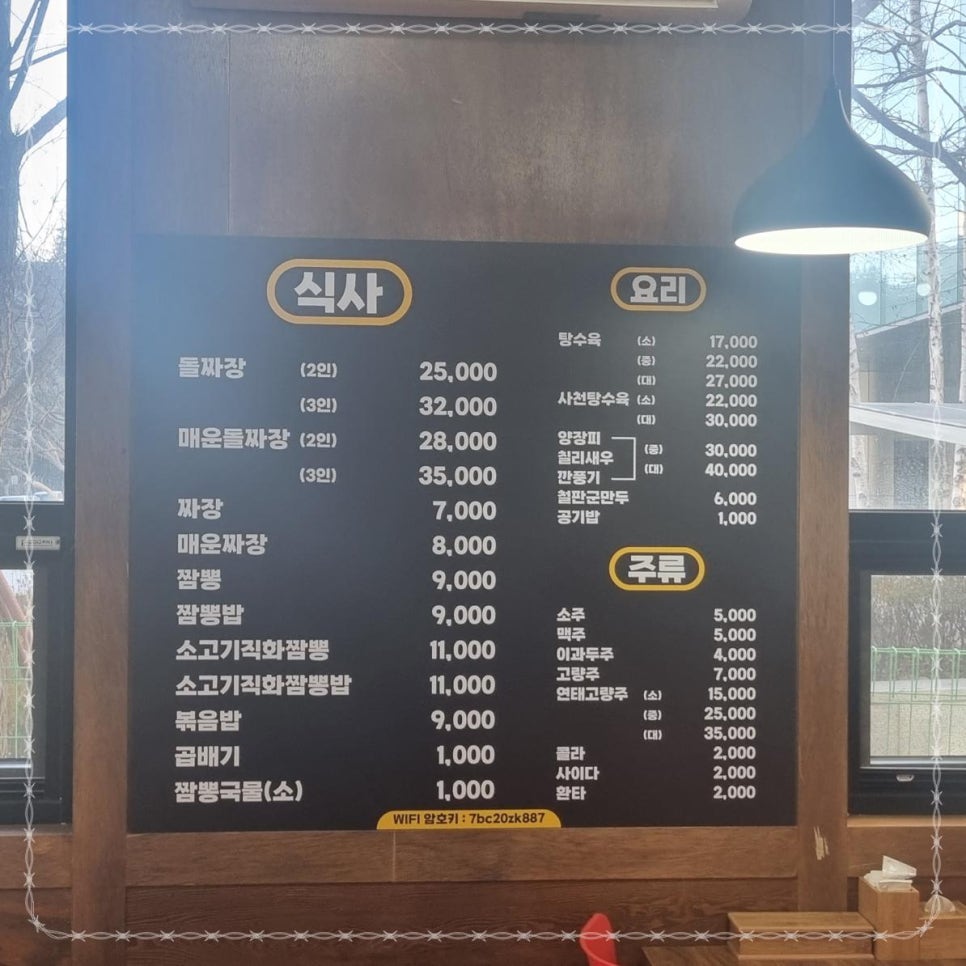 식사
돌짜장 (2인) 25,000
(3인) 32,000
매운돌짜장 (2인) 28,000
(3인) 35,000
짜장 7,000
매운짜장 8,000
짬뽕 9,000
짬뽕밥 9,000
소고기직화짬뽕 11,000
소고기직화짬뽕밥 11,000
볶음밥 9,000
곱배기 1,000
짬뽕국물(소) 1,000
요리
탕수육 (소) 17,000
(중) 22,000
(대) 27,000
사천탕수육 (소) 22,000
(대) 30,000
양장피
칠리새우
깐풍기
(중) 30,000
(대) 40,000
철판군만두 6,000
공기밥 1,000
주류
소주 5,000
맥주 5,000
이과두주 4,000
고량주 7,000
연태고량주 (소) 15,000
(중) 25,000
(대) 35,000
콜라 2,000
사이다 2,000
환타 2,000
WIFI 암호키 : 7bc20zk887